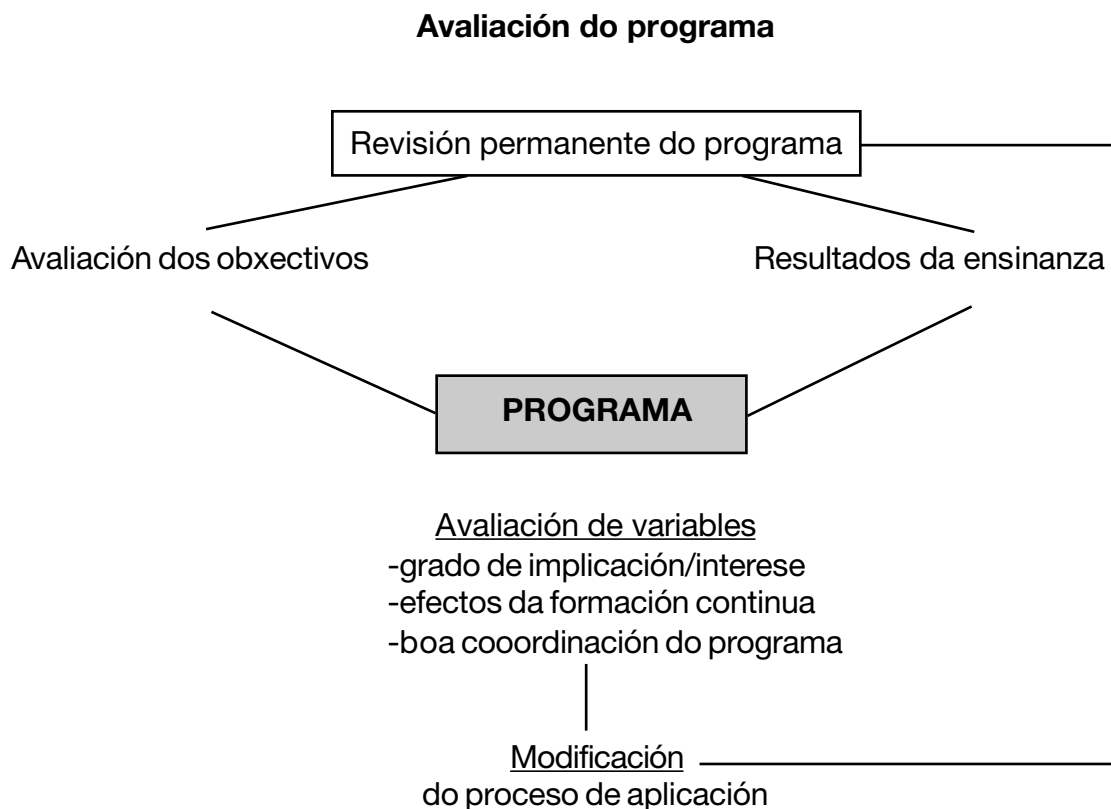 Avaliación do programa
Revisión permanente do programa
Avaliación dos obxectivos
Resultados da ensinanza
PROGRAMA
Avaliación de variables
-grado de implicación/interese
-efectos da formación continua
-boa cooordinación do programa
Modificación
do proceso de aplicación